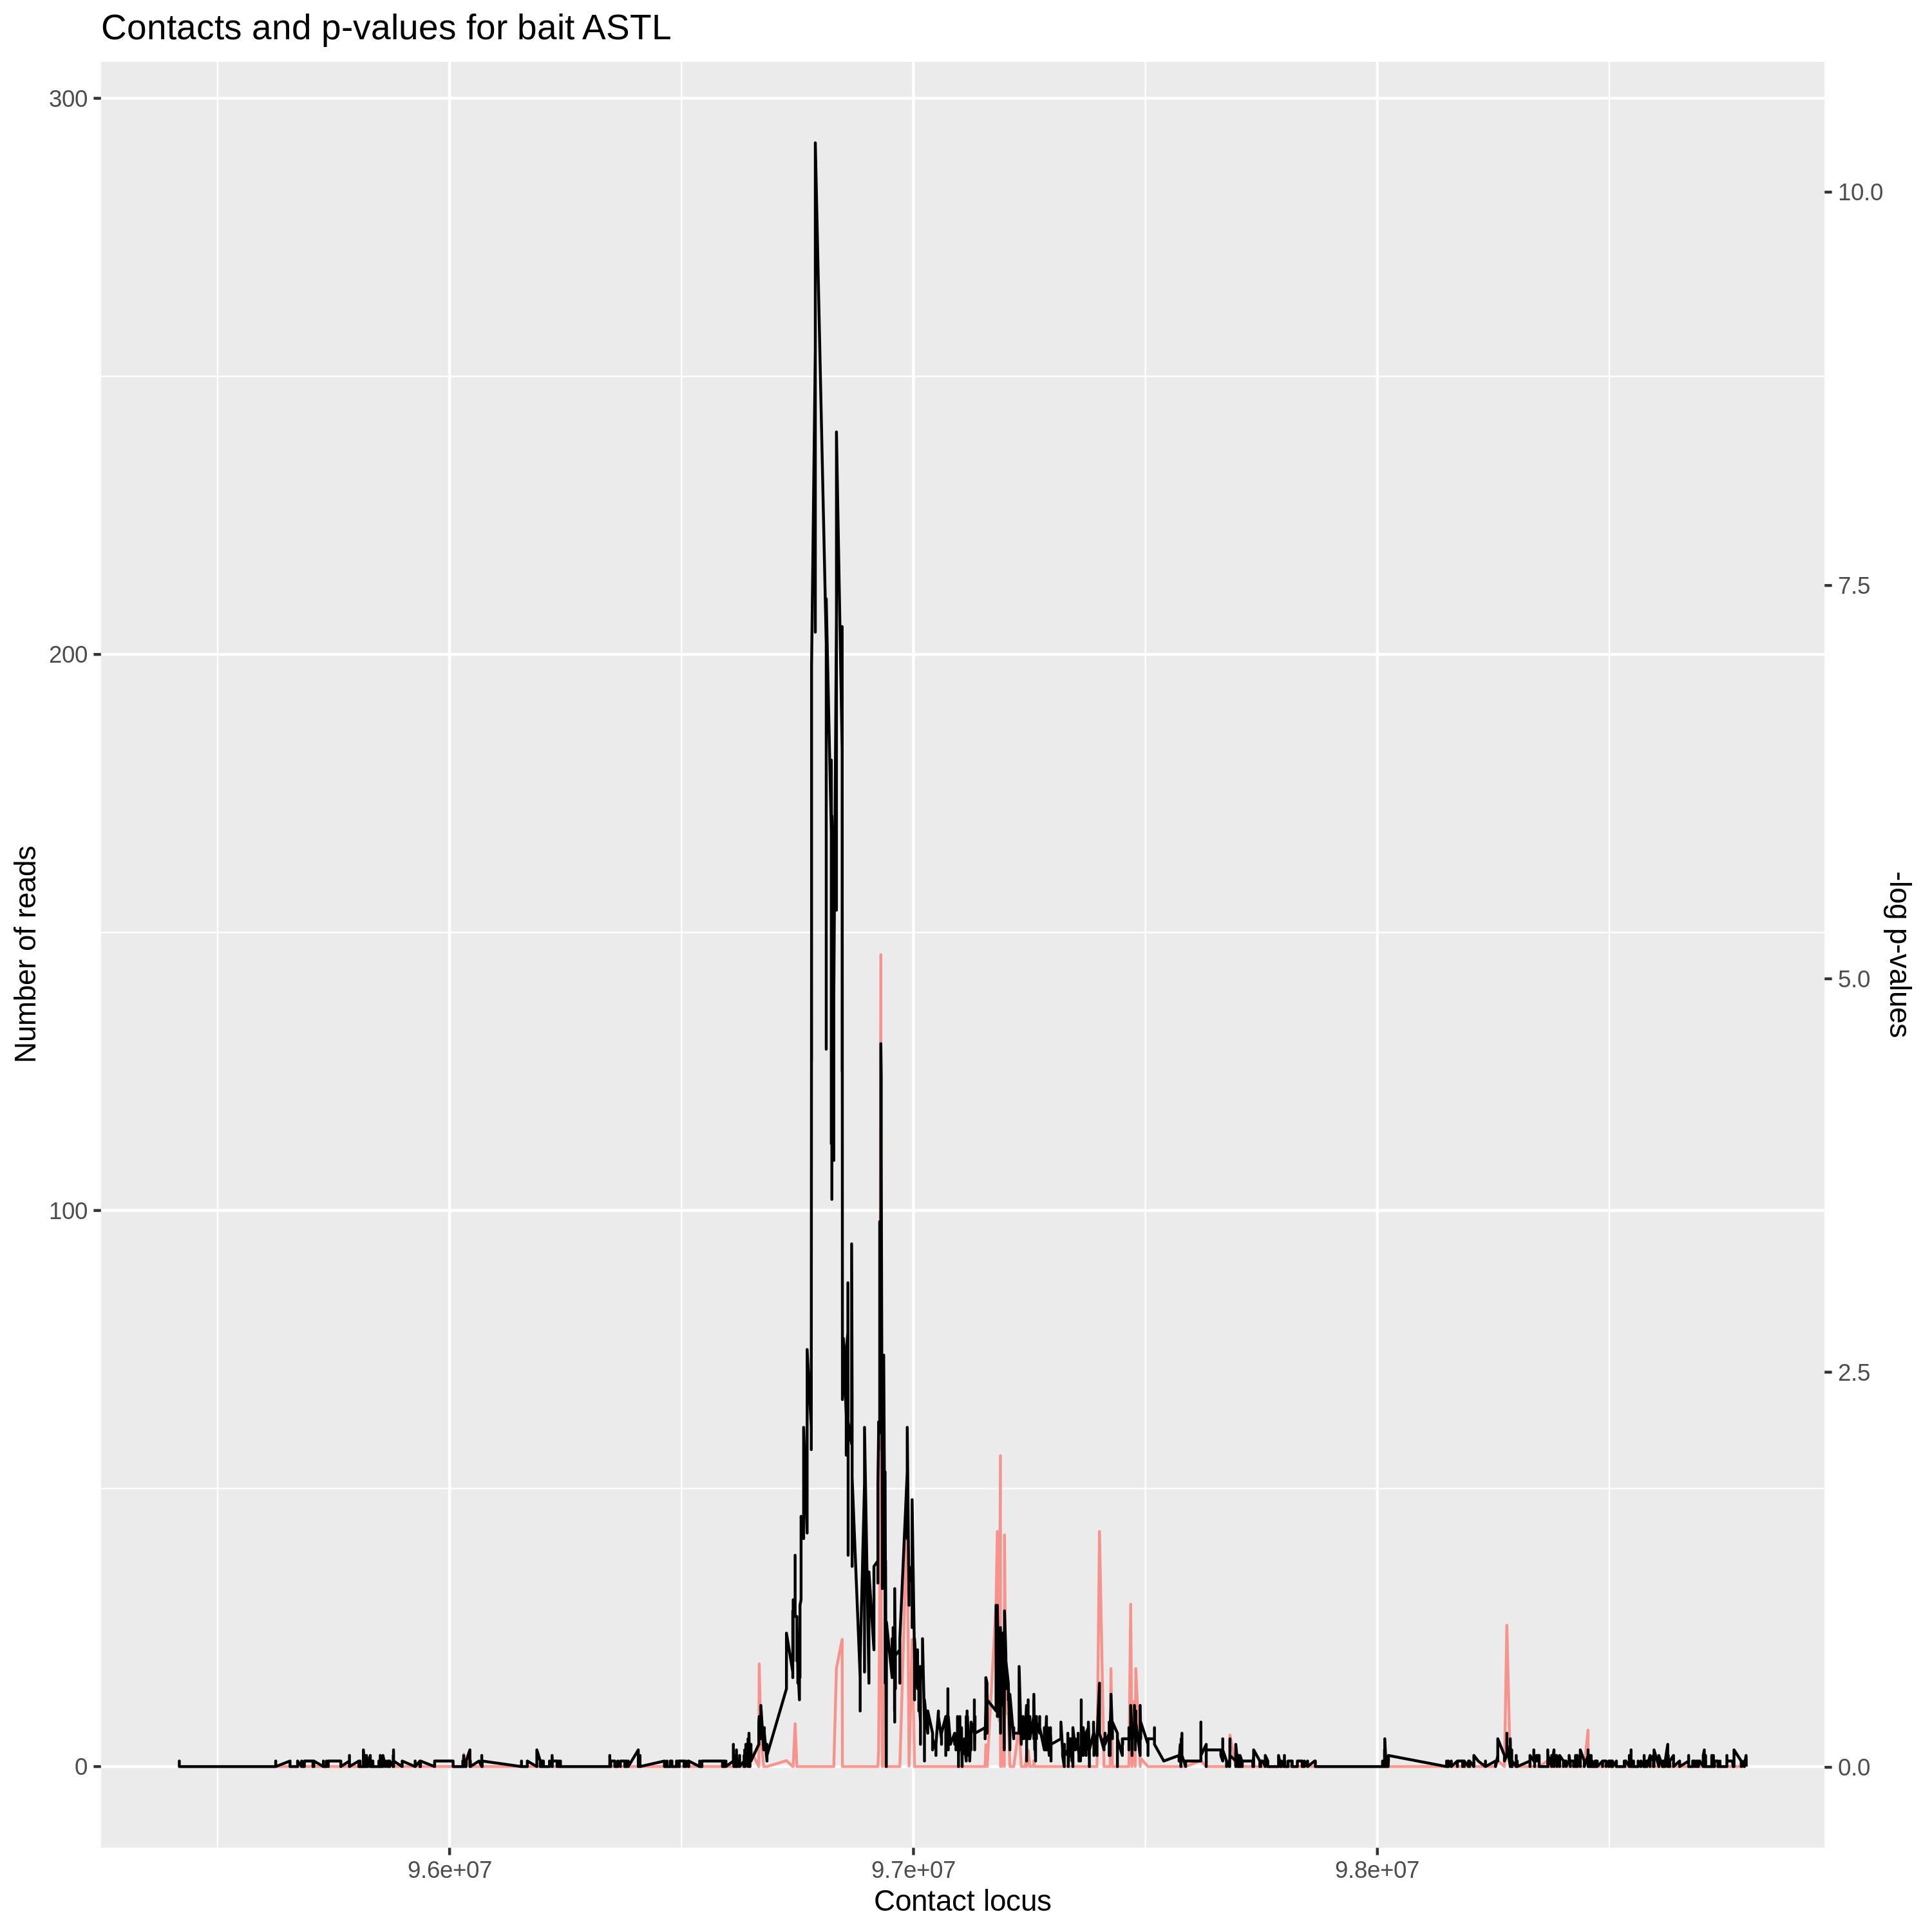 Contacts and p-values for bait ASTL
300
200
100
0
Number of reads
10.0
7.5
5.0
2.5
0.0
-log p-values
9.6e+07
9.7e+07
9.8e+07
Contact locus